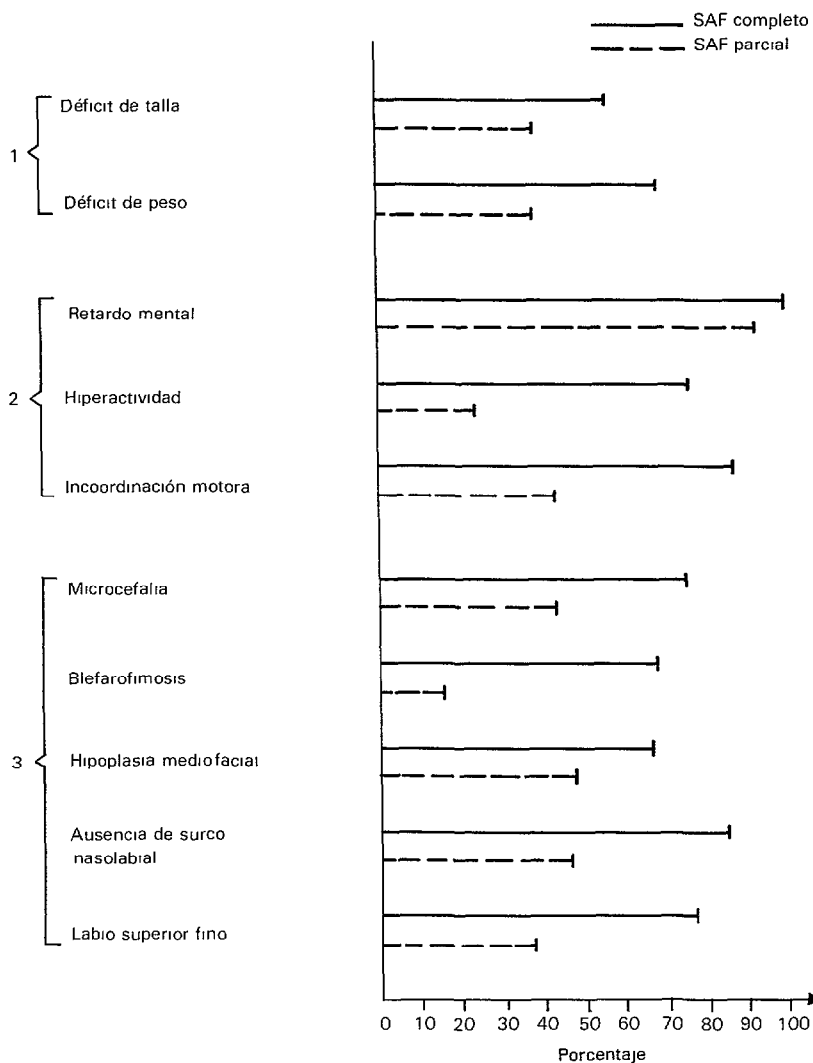 SAF completo
SAF parcial
1
Déficit de talla
Déficit de peso
2
Retardo mental
Hiperactividad
Incoordinación motora
3
Microcefalia
Blefarofimosis
Hipoplasia mediofacial
Ausencia de surco
nasolabial
Labio superior fino
0 10 20 30 40 50 60 70 80 90 100
Porcentaje